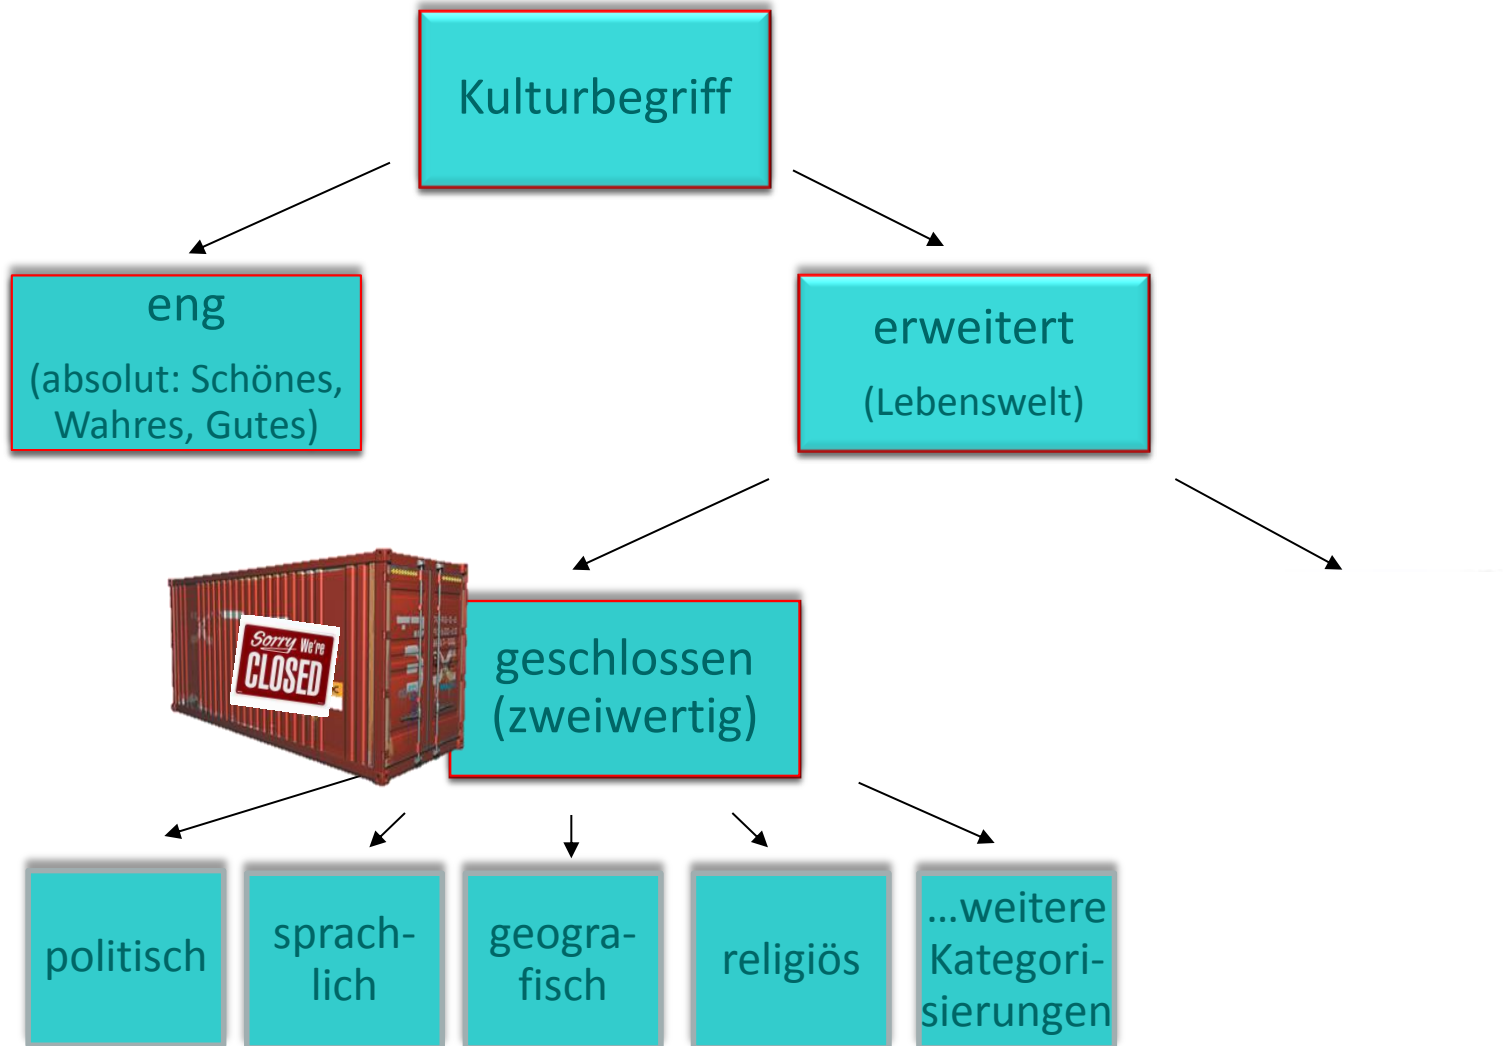 Kulturbegriff
eng
(absolut: Schönes,
Wahres, Gutes)
erweitert
(Lebenswelt)
Sorry We're
CLOSED
geschlossen
(zweiwertig)
politisch
sprach-
lich
geogra-
fisch
religiös
...weitere
Kategori-
sierungen